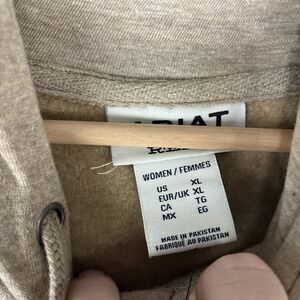 ARIAT
WOMEN / FEMMES
US XL
EUR/UK XL
CA TG
MX EG
MADE IN PAKISTAN
FABRIQUÉ AU PAKISTAN